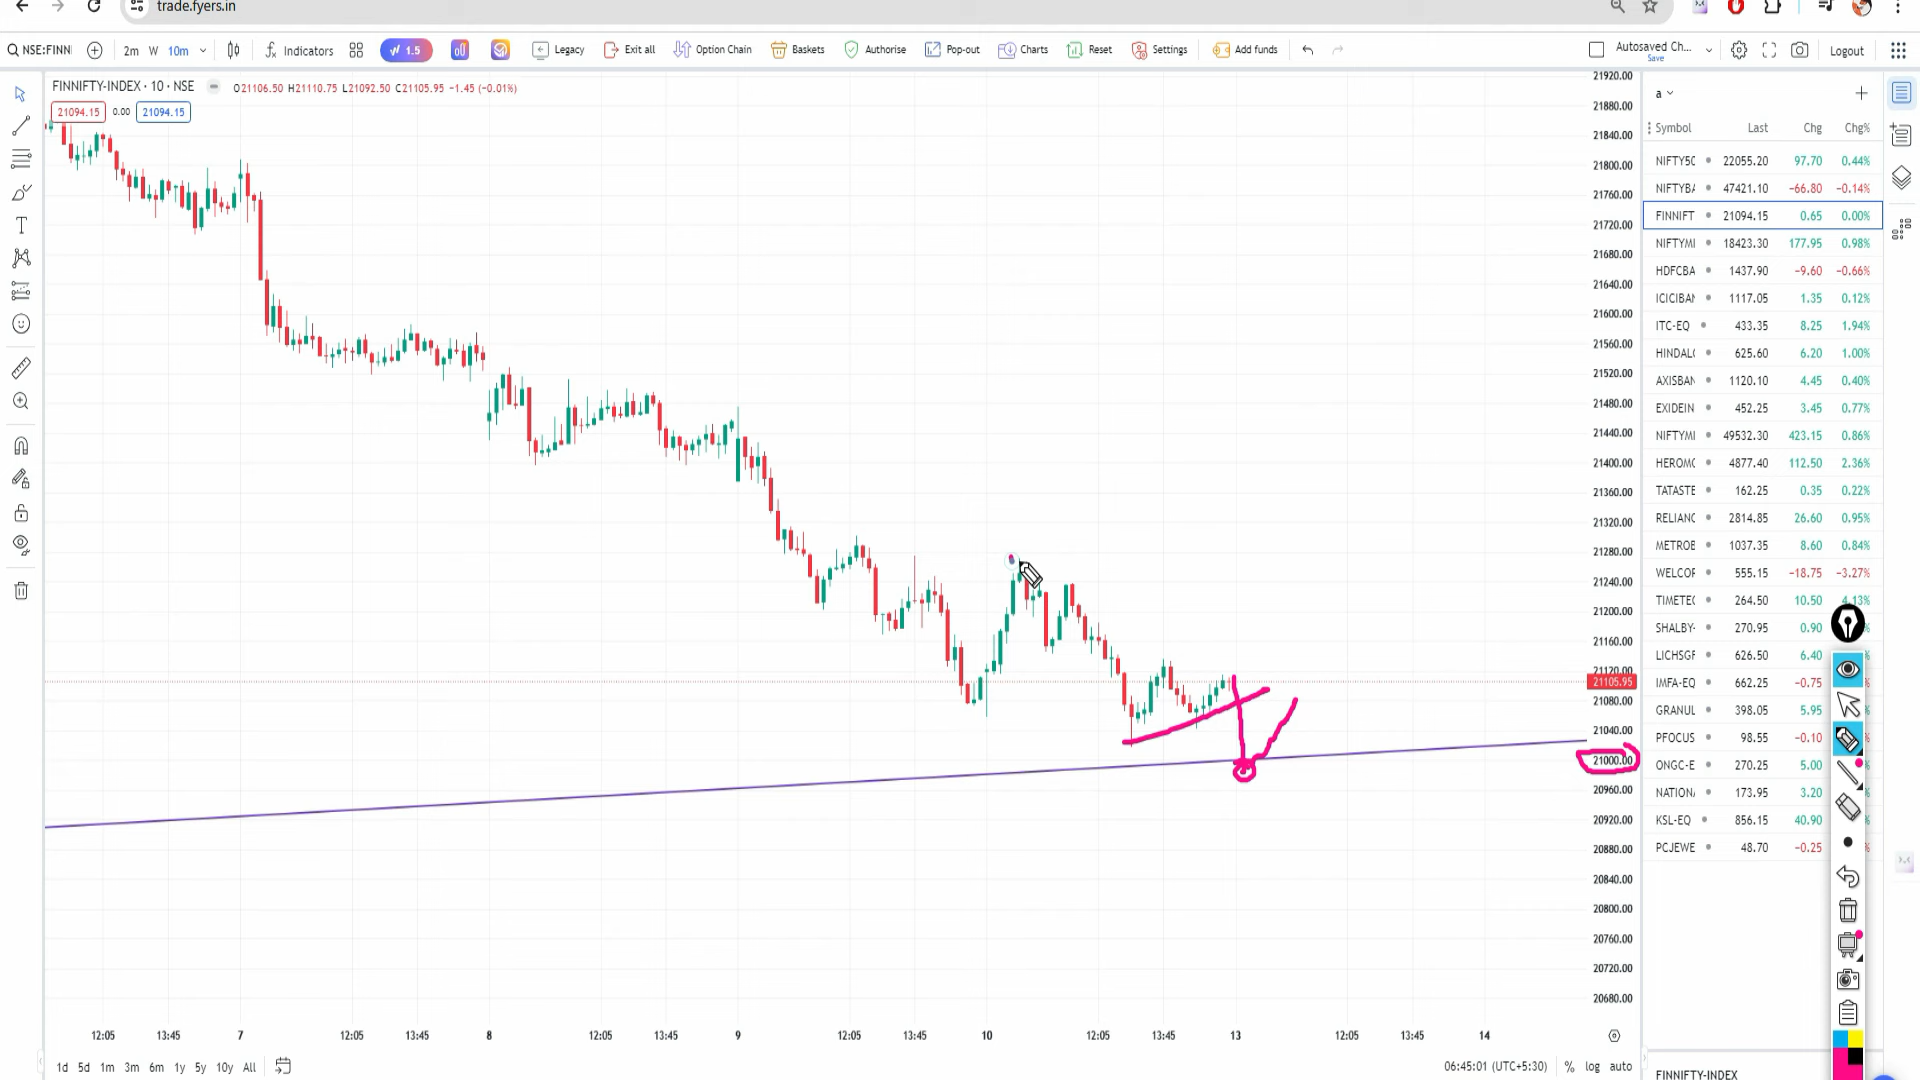 trade.fyers.in
NSE:FINNI 2m W 10m Indicators 1.5 Legacy Exit all Option Chain Baskets Authorise Pop-out Charts Reset Settings Add funds Autosaved Ch... Save Logout
FINNIFTY-INDEX · 10 · NSE O21106.50 H21110.75 L21092.50 C21105.95 −1.45 (−0.01%)
21094.15 0.00 21094.15
a
Symbol Last Chg Chg%
NIFTY5C 22055.20 97.70 0.44%
NIFTYBA 47421.10 −66.80 −0.14%
FINNIFT 21094.15 0.65 0.00%
NIFTYMI 18423.30 177.95 0.98%
HDFCBA 1437.90 −9.60 −0.66%
ICICIBAN 1117.05 1.35 0.12%
ITC-EQ 433.35 8.25 1.94%
HINDALC 625.60 6.20 1.00%
AXISBAN 1120.10 4.45 0.40%
EXIDEIN 452.25 3.45 0.77%
NIFTYMI 49532.30 423.15 0.86%
HEROMC 4877.40 112.50 2.36%
TATASTE 162.25 0.35 0.22%
RELIANC 2814.85 26.60 0.95%
METROE 1037.35 8.60 0.84%
WELCOF 555.15 −18.75 −3.27%
TIMETEC 264.50 10.50 4.13%
SHALBY- 270.95 0.90
LICHSGF 626.50 6.40
IMFA-EQ 662.25 −0.75
GRANUL 398.05 5.95
PFOCUS 98.55 −0.10
ONGC-E 270.25 5.00
NATION 173.95 3.20
KSL-EQ 856.15 40.90
PCJEWE 48.70 −0.25
FINNIFTY-INDEX
21920.00
21880.00
21840.00
21800.00
21760.00
21720.00
21680.00
21640.00
21600.00
21560.00
21520.00
21480.00
21440.00
21400.00
21360.00
21320.00
21280.00
21240.00
21200.00
21160.00
21120.00
21105.95
21080.00
21040.00
21000.00
20960.00
20920.00
20880.00
20840.00
20800.00
20760.00
20720.00
20680.00
12:05 13:45 7 12:05 13:45 8 12:05 13:45 9 12:05 13:45 10 12:05 13:45 13 12:05 13:45 14
1d 5d 1m 3m 6m 1y 5y 10y All 06:45:01 (UTC+5:30) % log auto